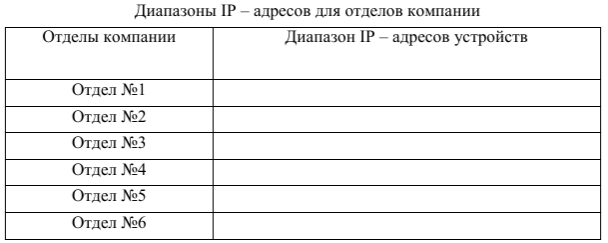 Диапазоны IP – адресов для отделов компании
Отделы компании Диапазон IP – адресов устройств
Отдел №1
Отдел №2
Отдел №3
Отдел №4
Отдел №5
Отдел №6